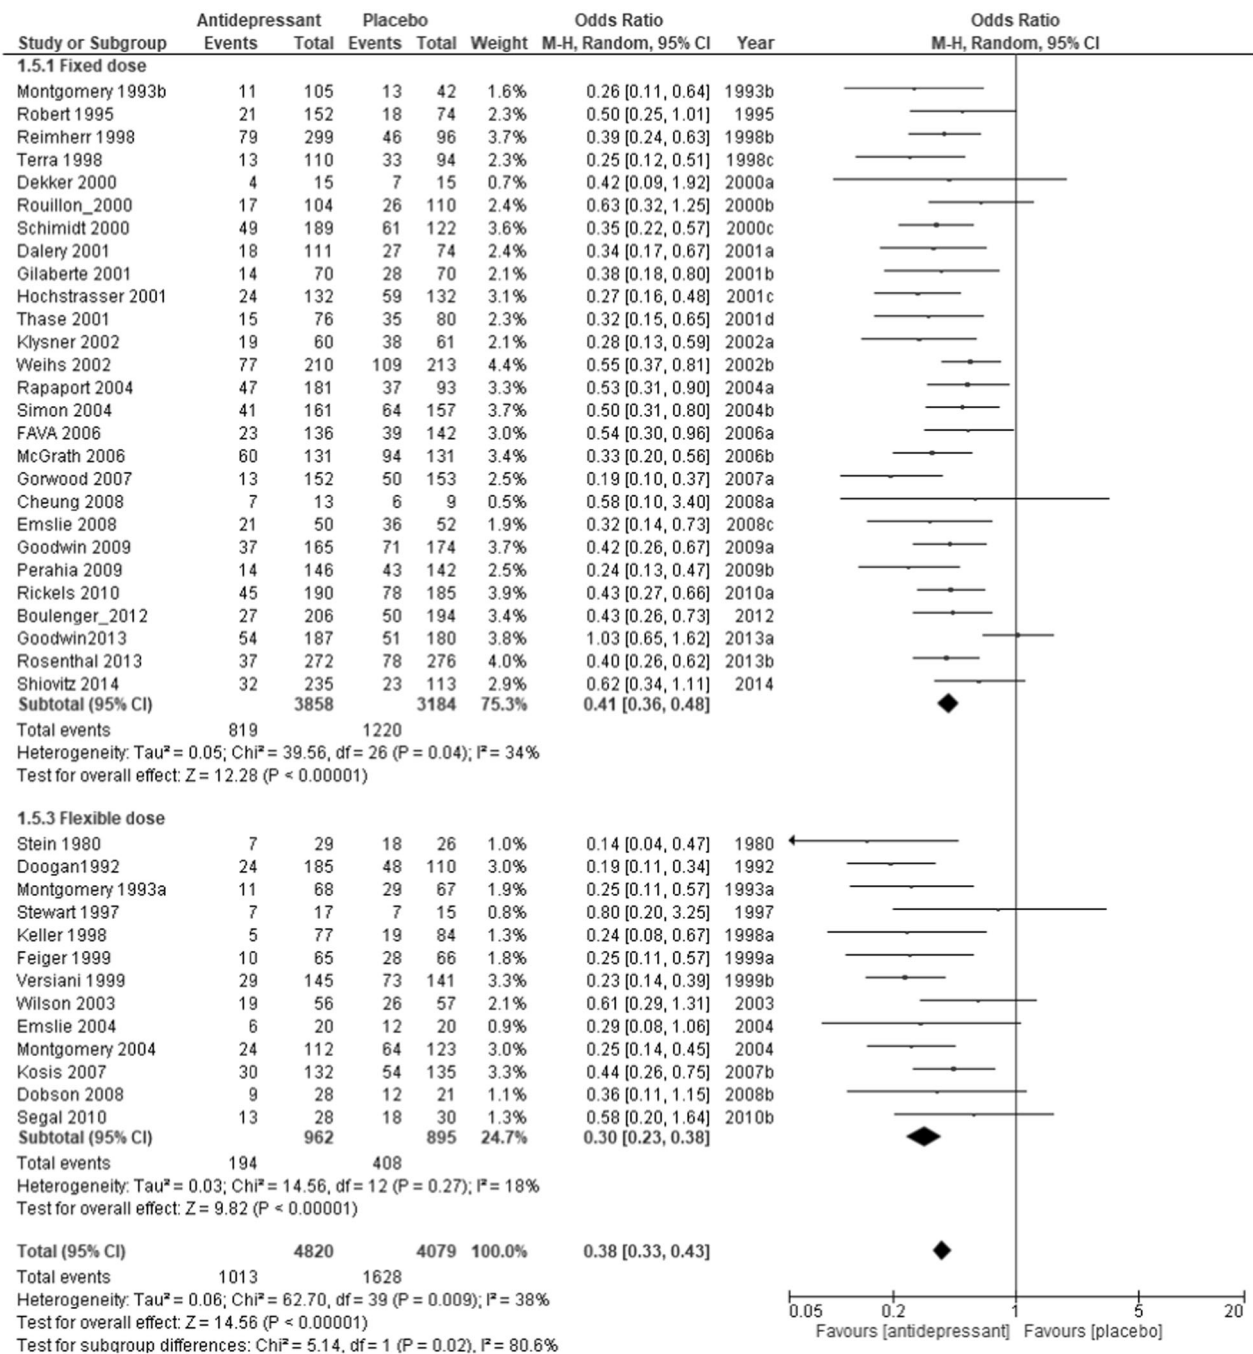 Antidepressant Placebo Odds Ratio Odds Ratio
Study or Subgroup Events Total Events Total Weight M-H, Random, 95% CI Year M-H, Random, 95% CI
1.5.1 Fixed dose
Montgomery 1993b 11 105 13 42 1.6% 0.26 [0.11, 0.64] 1993b
Robert 1995 21 152 18 74 2.3% 0.50 [0.25, 1.01] 1995
Reimherr 1998 79 299 46 96 3.7% 0.39 [0.24, 0.63] 1998b
Terra 1998 13 110 33 94 2.3% 0.25 [0.12, 0.51] 1998c
Dekker 2000 4 15 7 15 0.7% 0.42 [0.09, 1.92] 2000a
Rouillon_2000 17 104 26 110 2.4% 0.63 [0.32, 1.25] 2000b
Schimidt 2000 49 189 61 122 3.6% 0.35 [0.22, 0.57] 2000c
Dalery 2001 18 111 27 74 2.4% 0.34 [0.17, 0.67] 2001a
Gilaberte 2001 14 70 28 70 2.1% 0.38 [0.18, 0.80] 2001b
Hochstrasser 2001 24 132 59 132 3.1% 0.27 [0.16, 0.48] 2001c
Thase 2001 15 76 35 80 2.3% 0.32 [0.15, 0.65] 2001d
Klysner 2002 19 60 38 61 2.1% 0.28 [0.13, 0.59] 2002a
Weihs 2002 77 210 109 213 4.4% 0.55 [0.37, 0.81] 2002b
Rapaport 2004 47 181 37 93 3.3% 0.53 [0.31, 0.90] 2004a
Simon 2004 41 161 64 157 3.7% 0.50 [0.31, 0.80] 2004b
FAVA 2006 23 136 39 142 3.0% 0.54 [0.30, 0.96] 2006a
McGrath 2006 60 131 94 131 3.4% 0.33 [0.20, 0.56] 2006b
Gorwood 2007 13 152 50 153 2.5% 0.19 [0.10, 0.37] 2007a
Cheung 2008 7 13 6 9 0.5% 0.58 [0.10, 3.40] 2008a
Emslie 2008 21 50 36 52 1.9% 0.32 [0.14, 0.73] 2008c
Goodwin 2009 37 165 71 174 3.7% 0.42 [0.26, 0.67] 2009a
Perahia 2009 14 146 43 142 2.5% 0.24 [0.13, 0.47] 2009b
Rickels 2010 45 190 78 185 3.9% 0.43 [0.27, 0.66] 2010a
Boulenger_2012 27 206 50 194 3.4% 0.43 [0.26, 0.73] 2012
Goodwin2013 54 187 51 180 3.8% 1.03 [0.65, 1.62] 2013a
Rosenthal 2013 37 272 78 276 4.0% 0.40 [0.26, 0.62] 2013b
Shiovitz 2014 32 235 23 113 2.9% 0.62 [0.34, 1.11] 2014
Subtotal (95% CI) 3858 3184 75.3% 0.41 [0.36, 0.48]
Total events 819 1220
Heterogeneity: Tau² = 0.05; Chi² = 39.56, df = 26 (P = 0.04); I² = 34%
Test for overall effect: Z = 12.28 (P < 0.00001)
1.5.3 Flexible dose
Stein 1980 7 29 18 26 1.0% 0.14 [0.04, 0.47] 1980
Doogan1992 24 185 48 110 3.0% 0.19 [0.11, 0.34] 1992
Montgomery 1993a 11 68 29 67 1.9% 0.25 [0.11, 0.57] 1993a
Stewart 1997 7 17 7 15 0.8% 0.80 [0.20, 3.25] 1997
Keller 1998 5 77 19 84 1.3% 0.24 [0.08, 0.67] 1998a
Feiger 1999 10 65 28 66 1.8% 0.25 [0.11, 0.57] 1999a
Versiani 1999 29 145 73 141 3.3% 0.23 [0.14, 0.39] 1999b
Wilson 2003 19 56 26 57 2.1% 0.61 [0.29, 1.31] 2003
Emslie 2004 6 20 12 20 0.9% 0.29 [0.08, 1.06] 2004
Montgomery 2004 24 112 64 123 3.0% 0.25 [0.14, 0.45] 2004
Kosis 2007 30 132 54 135 3.3% 0.44 [0.26, 0.75] 2007b
Dobson 2008 9 28 12 21 1.1% 0.36 [0.11, 1.15] 2008b
Segal 2010 13 28 18 30 1.3% 0.58 [0.20, 1.64] 2010b
Subtotal (95% CI) 962 895 24.7% 0.30 [0.23, 0.38]
Total events 194 408
Heterogeneity: Tau² = 0.03; Chi² = 14.56, df = 12 (P = 0.27); I² = 18%
Test for overall effect: Z = 9.82 (P < 0.00001)
Total (95% CI) 4820 4079 100.0% 0.38 [0.33, 0.43]
Total events 1013 1628
Heterogeneity: Tau² = 0.06; Chi² = 62.70, df = 39 (P = 0.009); I² = 38%
Test for overall effect: Z = 14.56 (P < 0.00001)
Test for subgroup differences: Chi² = 5.14, df = 1 (P = 0.02), I² = 80.6%
0.05 0.2 1 5 20
Favours [antidepressant] Favours [placebo]